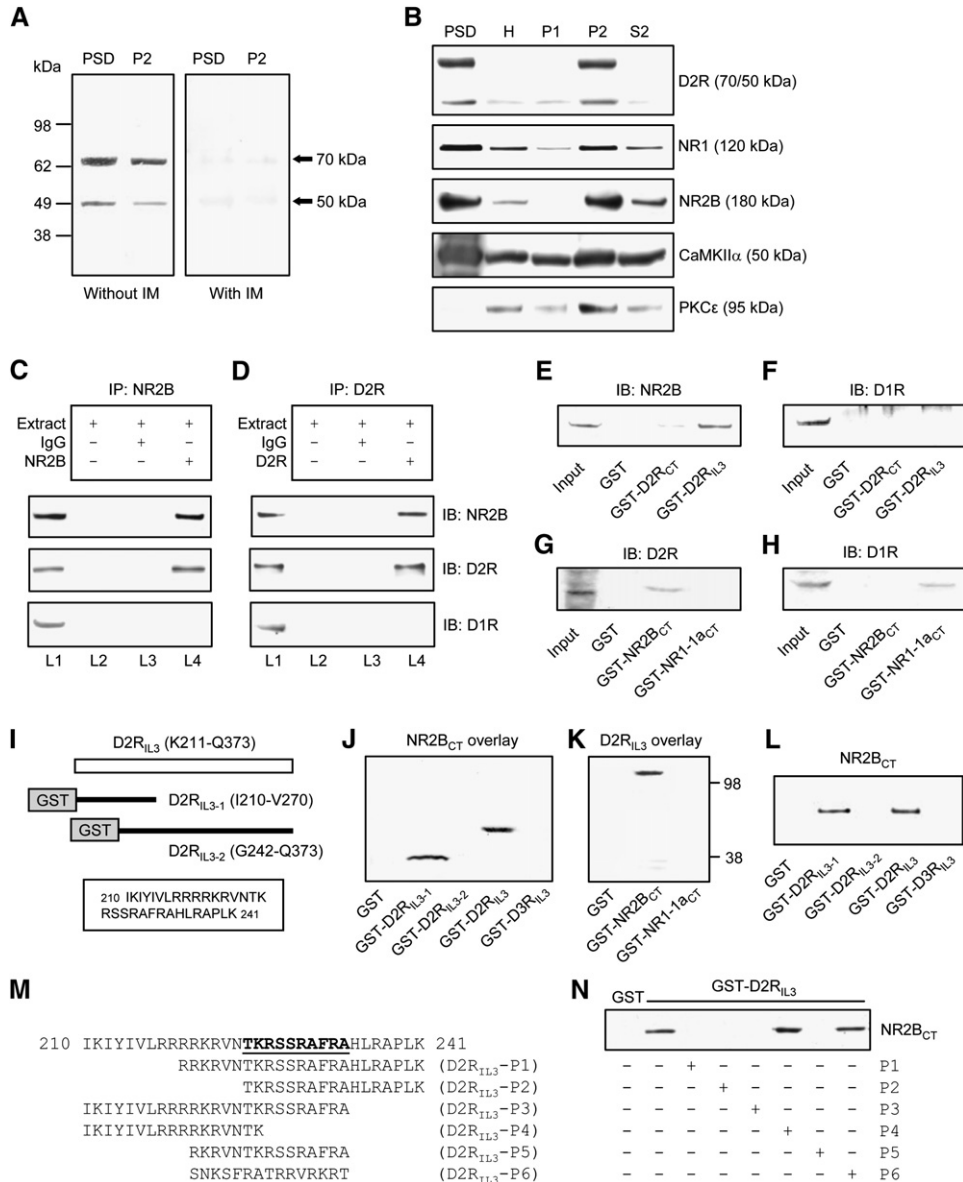 A
PSD P2 PSD P2
kDa
98
62
49
38
70 kDa
50 kDa
Without IM With IM
B
PSD H P1 P2 S2
D2R (70/50 kDa)
NR1 (120 kDa)
NR2B (180 kDa)
CaMKIIα (50 kDa)
PKCε (95 kDa)
C
IP: NR2B
Extract + + +
IgG – + –
NR2B – – +
L1 L2 L3 L4
D
IP: D2R
Extract + + +
IgG – + –
D2R – – +
IB: NR2B
IB: D2R
IB: D1R
L1 L2 L3 L4
E
IB: NR2B
Input GST GST-D2RCT GST-D2RIL3
F
IB: D1R
Input GST GST-D2RCT GST-D2RIL3
G
IB: D2R
Input GST GST-NR2BCT GST-NR1-1aCT
H
IB: D1R
Input GST GST-NR2BCT GST-NR1-1aCT
I
D2RIL3 (K211-Q373)
GST D2RIL3-1 (I210-V270)
GST
D2RIL3-2 (G242-Q373)
210 IKIYIVLRRRRKRVNTK
RSSRAFRAHLRAPLK 241
J
NR2BCT overlay
GST GST-D2RIL3-1 GST-D2RIL3-2 GST-D2RIL3 GST-D3RIL3
K
D2RIL3 overlay
98
38
GST GST-NR2BCT GST-NR1-1aCT
L
NR2BCT
GST GST-D2RIL3-1 GST-D2RIL3-2 GST-D2RIL3 GST-D3RIL3
M
210 IKIYIVLRRRRKRVNTKRSSRAFRAHLRAPLK 241
RRKRVNTKRSSRAFRAHLRAPLK (D2RIL3-P1)
TKRSSRAFRAHLRAPLK (D2RIL3-P2)
IKIYIVLRRRRKRVNTKRSSRAFRA (D2RIL3-P3)
IKIYIVLRRRRKRVNTK (D2RIL3-P4)
RKRVNTKRSSRAFRA (D2RIL3-P5)
SNKSFRATRRVRKRT (D2RIL3-P6)
N
GST GST-D2RIL3
NR2BCT
– – + – – – – – P1
– – – + – – – – P2
– – – – + – – – P3
– – – – – + – – P4
– – – – – – + – P5
– – – – – – – + P6